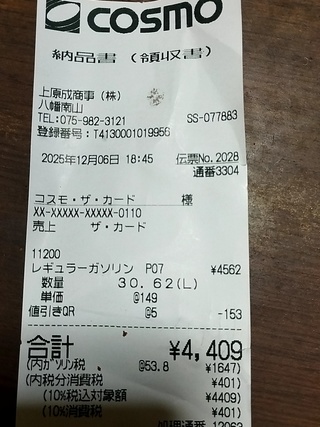 COSMO
納品書（領収書）
上原成商事（株）
八幡南山
TEL:075-982-3121 SS-077883
登録番号：T4130001019956
2025年12月06日 18:45 伝票No.2028
通番3304
コスモ・ザ・カード 様
XX-XXXXX-XXXXX-0110
売上 ザ・カード
11200
レギュラーガソリン P07 ¥4562
数量 30.62(L)
単価 @149
値引きQR @5 -153
合計 ¥4,409
(内ｶﾞｿﾘﾝ税 @53.8 ¥1647)
(内税分消費税 ¥401)
(10%税込対象額 ¥4409)
(10%消費税 ¥401)
処理通番 12063